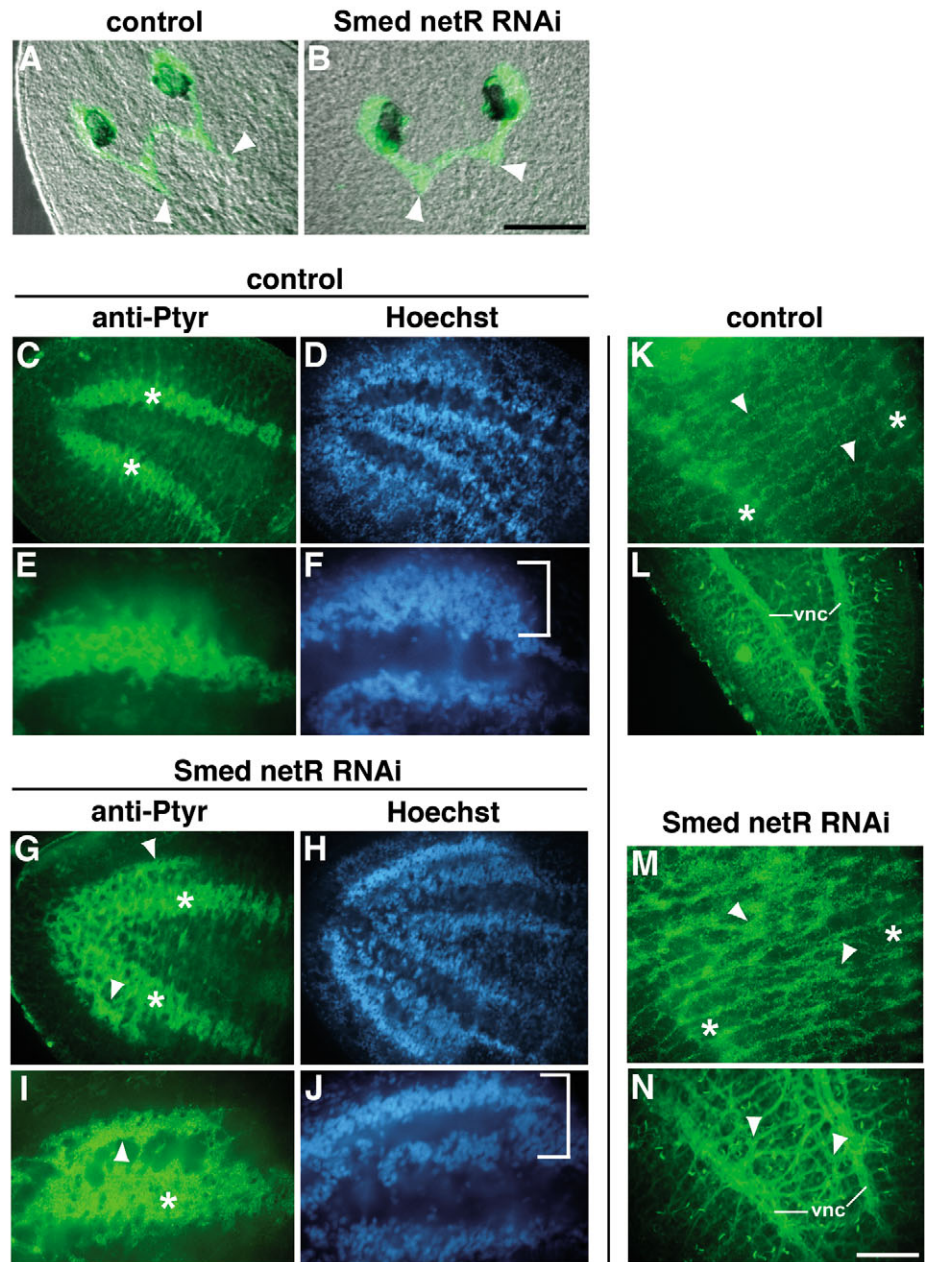 control
Smed netR RNAi
A
B
control
anti-Ptyr
Hoechst
control
C
*
*
D
K
*
*
E
F
L
vnc
Smed netR RNAi
anti-Ptyr
Hoechst
Smed netR RNAi
G
*
*
H
M
*
*
I
*
J
N
vnc